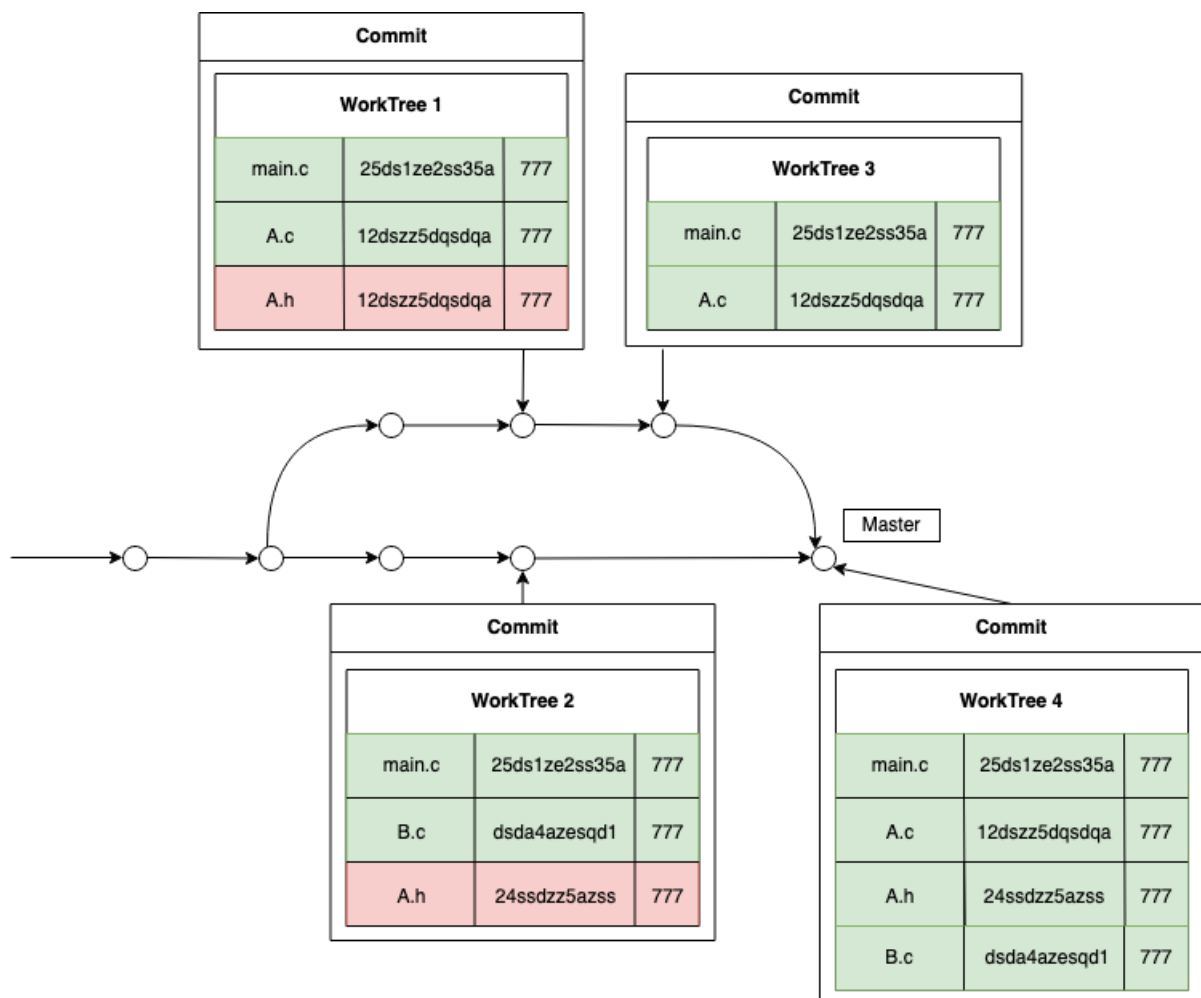 Commit
WorkTree 1
main.c 25ds1ze2ss35a 777
A.c 12dszz5dqsdqa 777
A.h 12dszz5dqsdqa 777
Commit
WorkTree 3
main.c 25ds1ze2ss35a 777
A.c 12dszz5dqsdqa 777
Master
Commit
WorkTree 2
main.c 25ds1ze2ss35a 777
B.c dsda4azesqd1 777
A.h 24ssdzz5azss 777
Commit
WorkTree 4
main.c 25ds1ze2ss35a 777
A.c 12dszz5dqsdqa 777
A.h 24ssdzz5azss 777
B.c dsda4azesqd1 777